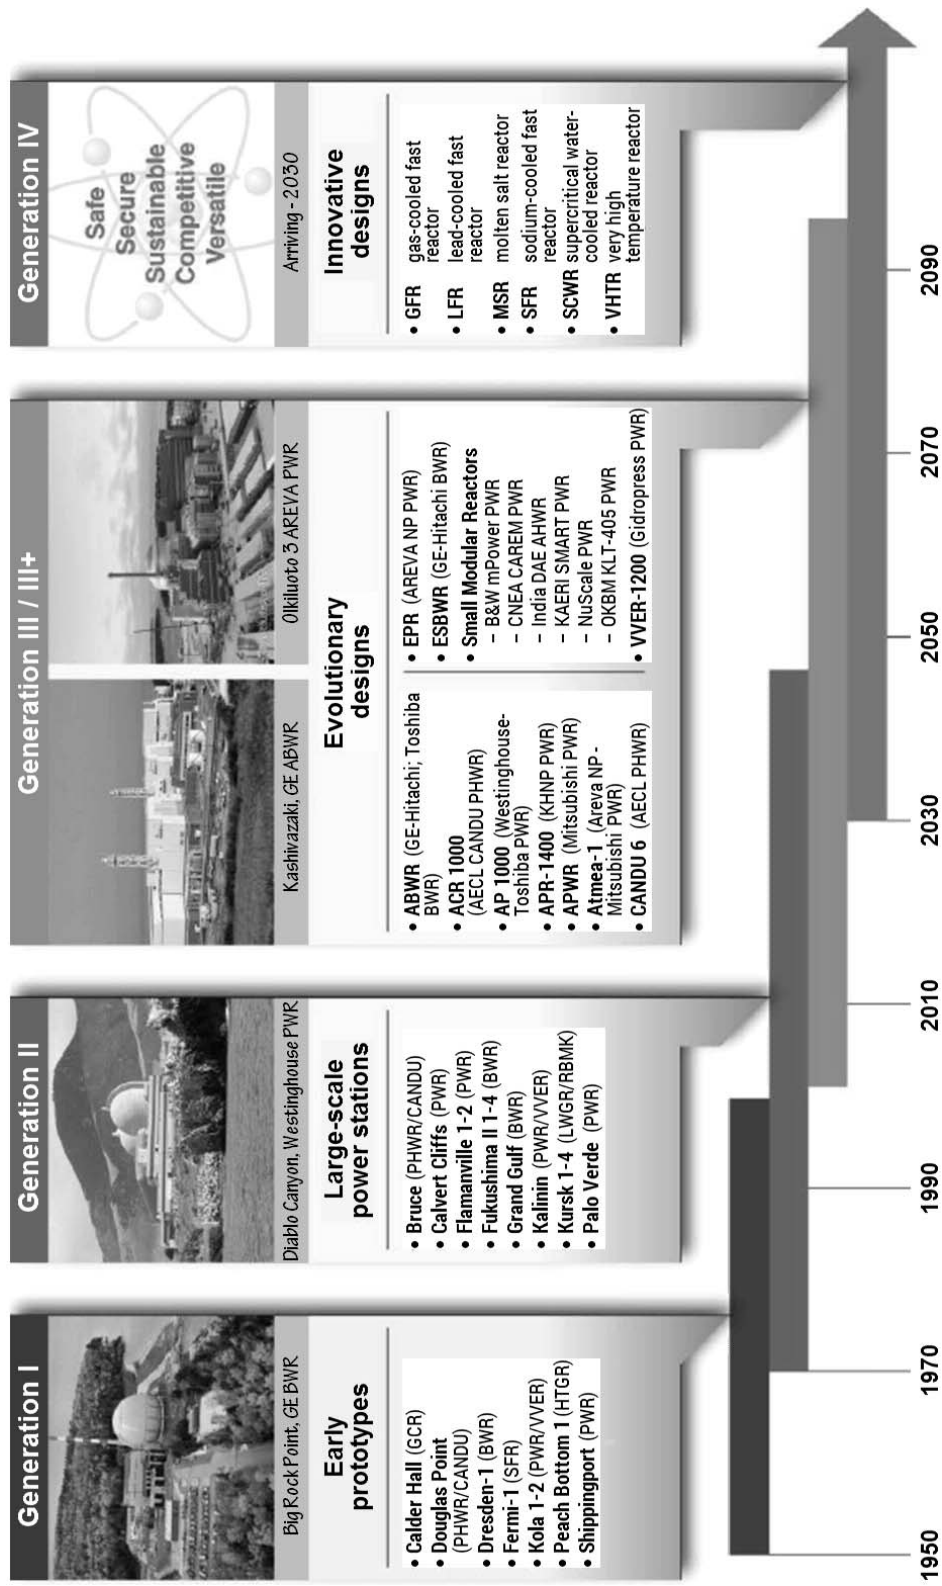 Generation I
Big Rock Point, GE BWR
Early
prototypes
• Calder Hall (GCR)
• Douglas Point
(PHWR/CANDU)
• Dresden-1 (BWR)
• Fermi-1 (SFR)
• Kola 1-2 (PWR/VVER)
• Peach Bottom 1 (HTGR)
• Shippingport (PWR)
Generation II
Diablo Canyon, Westinghouse PWR
Large-scale
power stations
• Bruce (PHWR/CANDU)
• Calvert Cliffs (PWR)
• Flamanville 1-2 (PWR)
• Fukushima II 1-4 (BWR)
• Grand Gulf (BWR)
• Kalinin (PWR/VVER)
• Kursk 1-4 (LWGR/RBMK)
• Palo Verde (PWR)
Generation III / III+
Kashivazaki, GE ABWR
Olkiluoto 3 AREVA PWR
Evolutionary
designs
• ABWR (GE-Hitachi; Toshiba
BWR)
• ACR 1000
(AECL CANDU PHWR)
• AP 1000 (Westinghouse-
Toshiba PWR)
• APR-1400 (KHNP PWR)
• APWR (Mitsubishi PWR)
• Atmea-1 (Areva NP -
Mitsubishi PWR)
• CANDU 6 (AECL PHWR)
• EPR (AREVA NP PWR)
• ESBWR (GE-Hitachi BWR)
• Small Modular Reactors
– B&W mPower PWR
– CNEA CAREM PWR
– India DAE AHWR
– KAERI SMART PWR
– NuScale PWR
– OKBM KLT-405 PWR
• VVER-1200 (Gidropress PWR)
Generation IV
Safe
Secure
Sustainable
Competitive
Versatile
Arriving - 2030
Innovative
designs
• GFR gas-cooled fast
reactor
• LFR lead-cooled fast
reactor
• MSR molten salt reactor
• SFR sodium-cooled fast
reactor
• SCWR supercritical water-
cooled reactor
• VHTR very high
temperature reactor
1950 1970 1990 2010 2030 2050 2070 2090